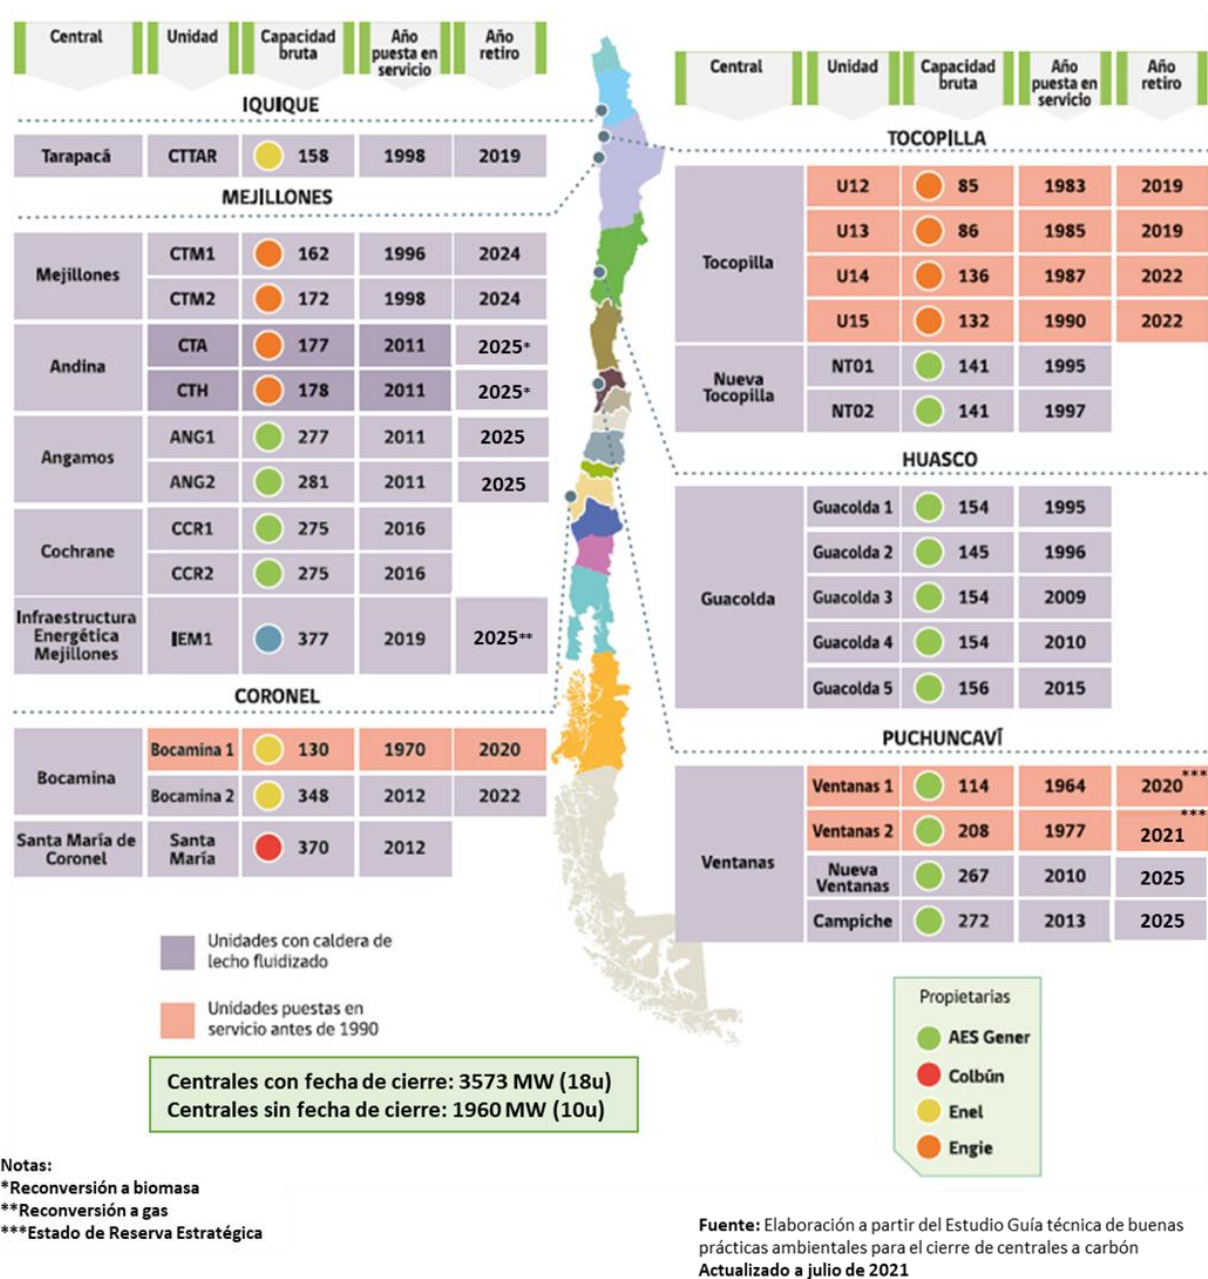 Central Unidad Capacidad bruta Año puesta en servicio Año retiro
IQUIQUE
Tarapacá CTTAR 158 1998 2019
MEJILLONES
Mejillones
CTM1 162 1996 2024
CTM2 172 1998 2024
Andina
CTA 177 2011 2025*
CTH 178 2011 2025*
Angamos
ANG1 277 2011 2025
ANG2 281 2011 2025
Cochrane
CCR1 275 2016
CCR2 275 2016
Infraestructura
Energética
Mejillones
IEM1 377 2019 2025**
CORONEL
Bocamina
Bocamina 1 130 1970 2020
Bocamina 2 348 2012 2022
Santa María de
Coronel
Santa
María
370 2012
Central Unidad Capacidad bruta Año puesta en servicio Año retiro
TOCOPILLA
Tocopilla
U12 85 1983 2019
U13 86 1985 2019
U14 136 1987 2022
U15 132 1990 2022
Nueva
Tocopilla
NT01 141 1995
NT02 141 1997
HUASCO
Guacolda
Guacolda 1 154 1995
Guacolda 2 145 1996
Guacolda 3 154 2009
Guacolda 4 154 2010
Guacolda 5 156 2015
PUCHUNCAVÍ
Ventanas
Ventanas 1 114 1964 2020***
Ventanas 2 208 1977 2021***
Nueva
Ventanas
267 2010 2025
Campiche 272 2013 2025
Unidades con caldera de
lecho fluidizado
Unidades puestas en
servicio antes de 1990
Centrales con fecha de cierre: 3573 MW (18u)
Centrales sin fecha de cierre: 1960 MW (10u)
Propietarias
AES Gener
Colbún
Enel
Engie
Notas:
*Reconversión a biomasa
**Reconversión a gas
***Estado de Reserva Estratégica
Fuente: Elaboración a partir del Estudio Guía técnica de buenas
prácticas ambientales para el cierre de centrales a carbón
Actualizado a julio de 2021